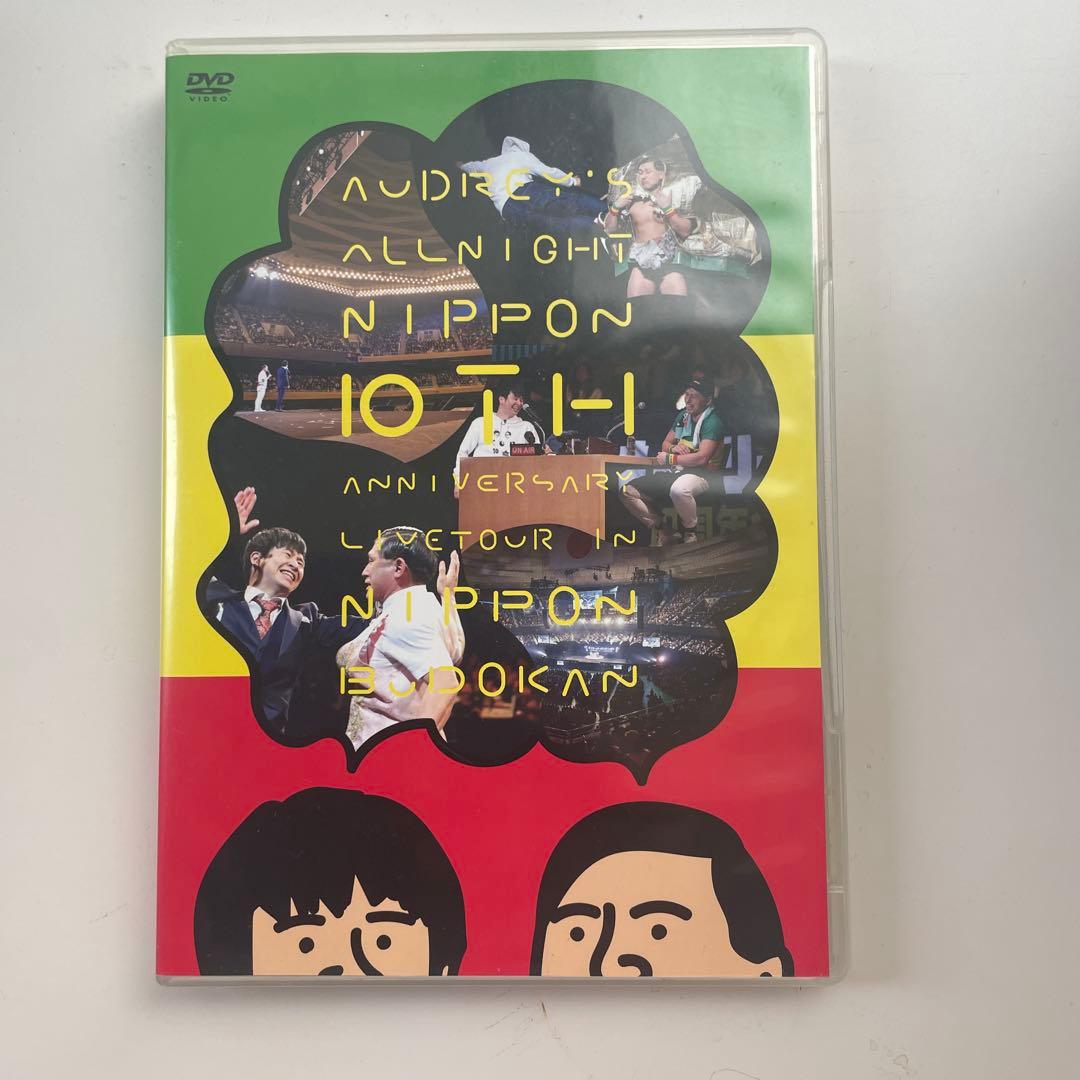 DVD
VIDEO
AUDREY'S
ALLNIGHT
NIPPON
10TH
ANNIVERSARY
LIVETOUR IN
NIPPON
BUDOKAN
ON AIR